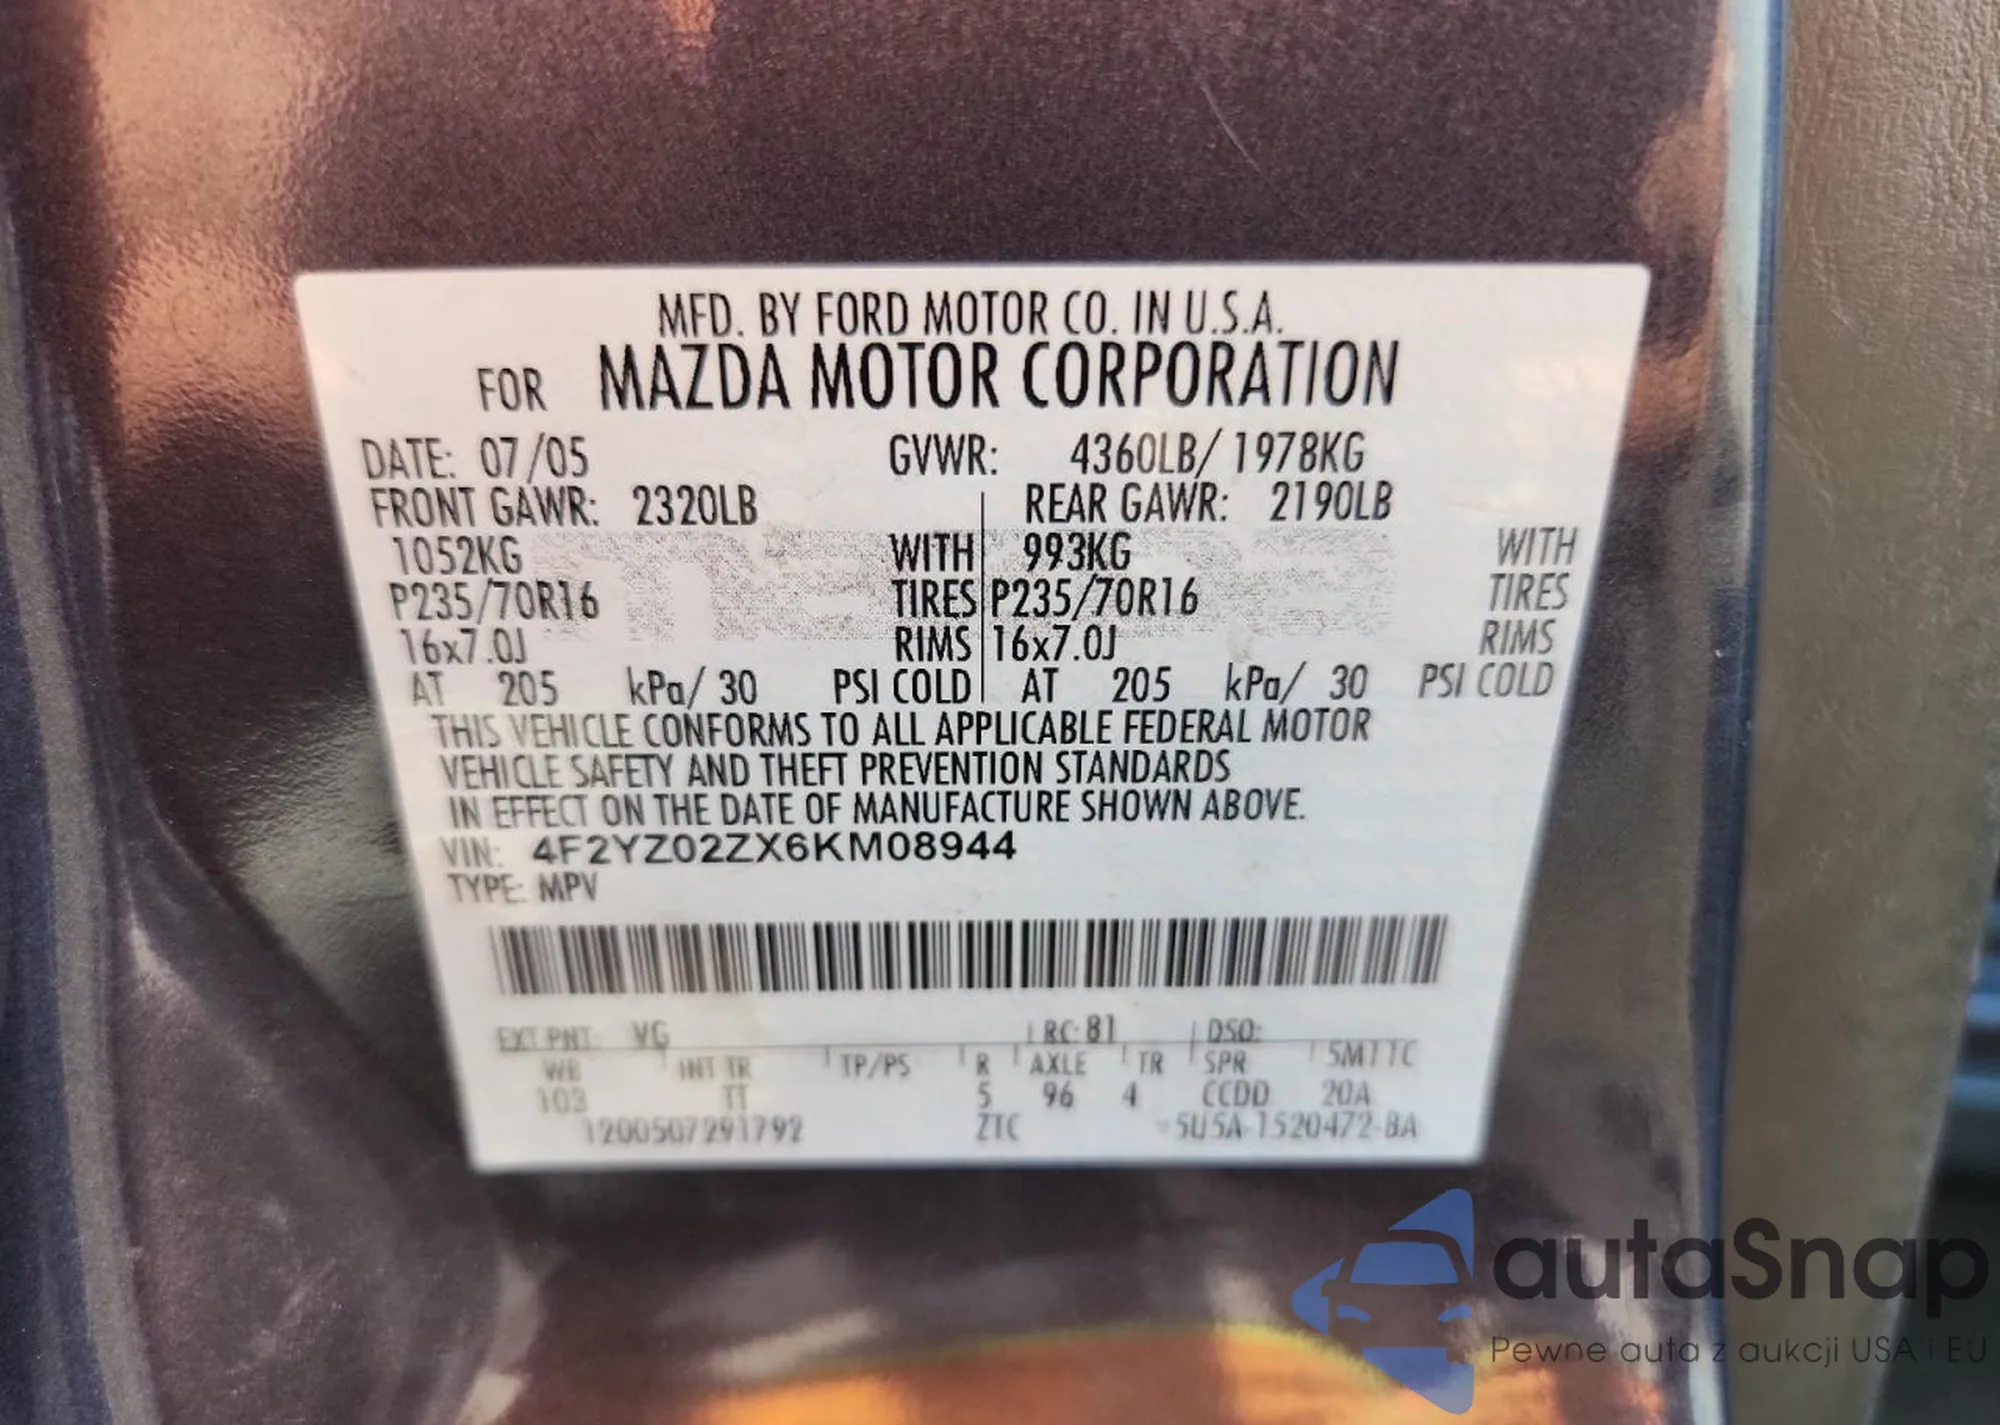 MFD. BY FORD MOTOR CO. IN U.S.A.
FOR MAZDA MOTOR CORPORATION
DATE: 07/05 GVWR: 4360LB/ 1978KG
FRONT GAWR: 2320LB REAR GAWR: 2190LB
1052KG WITH 993KG WITH
P235/70R16 TIRES P235/70R16 TIRES
16x7.0J RIMS 16x7.0J RIMS
AT 205 kPa/ 30 PSI COLD AT 205 kPa/ 30 PSI COLD
THIS VEHICLE CONFORMS TO ALL APPLICABLE FEDERAL MOTOR
VEHICLE SAFETY AND THEFT PREVENTION STANDARDS
IN EFFECT ON THE DATE OF MANUFACTURE SHOWN ABOVE.
VIN: 4F2YZ02ZX6KM08944
TYPE: MPV
EXT PNT: VG RC: 81 DSO:
WB INT TR TP/PS R AXLE TR SPR
103 TT 5 96 4 CCDD 20A
1200507291792 ZTC 5U5A-1520472-BA
autaSnap
Pewne auta z aukcji USA i EU